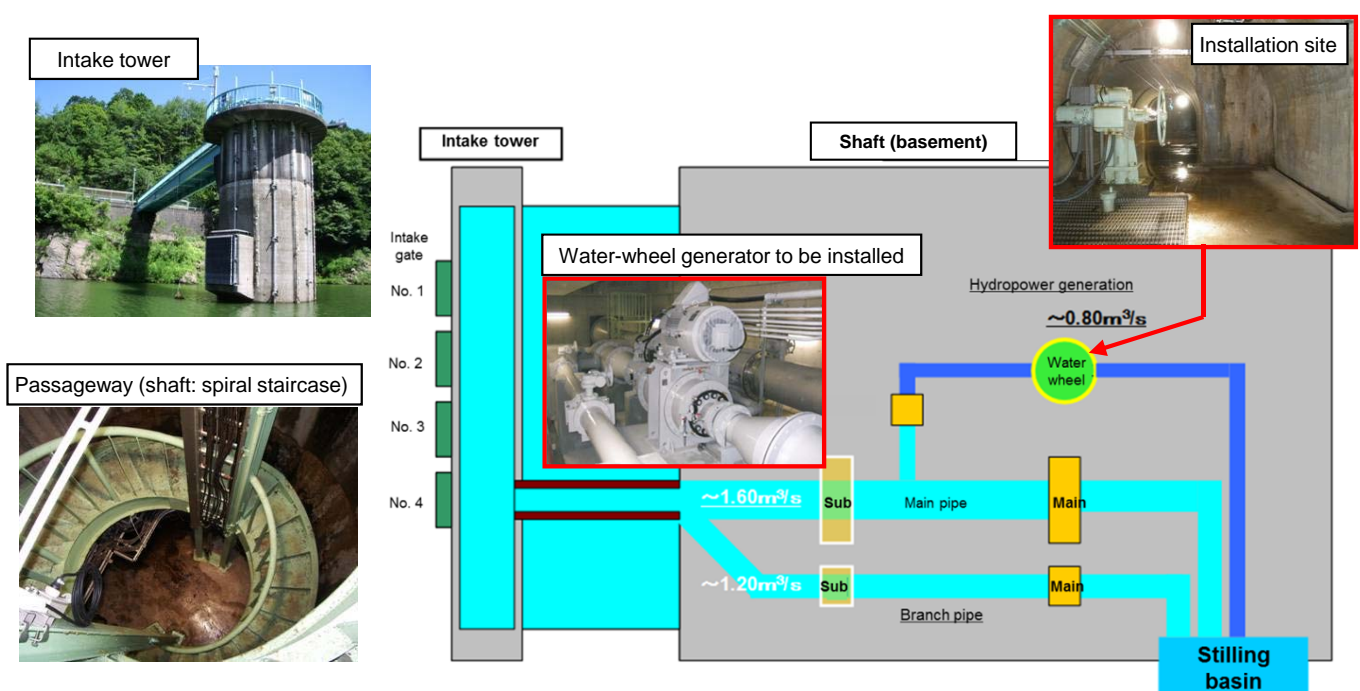 Intake tower
Installation site
Intake tower
Shaft (basement)
Intake
gate
No. 1
No. 2
No. 3
No. 4
Water-wheel generator to be installed
Hydropower generation
~0.80m³/s
Water
wheel
Passageway (shaft: spiral staircase)
~1.60m³/s
Sub
Main pipe
Main
~1.20m³/s
Sub
Main
Branch pipe
Stilling
basin